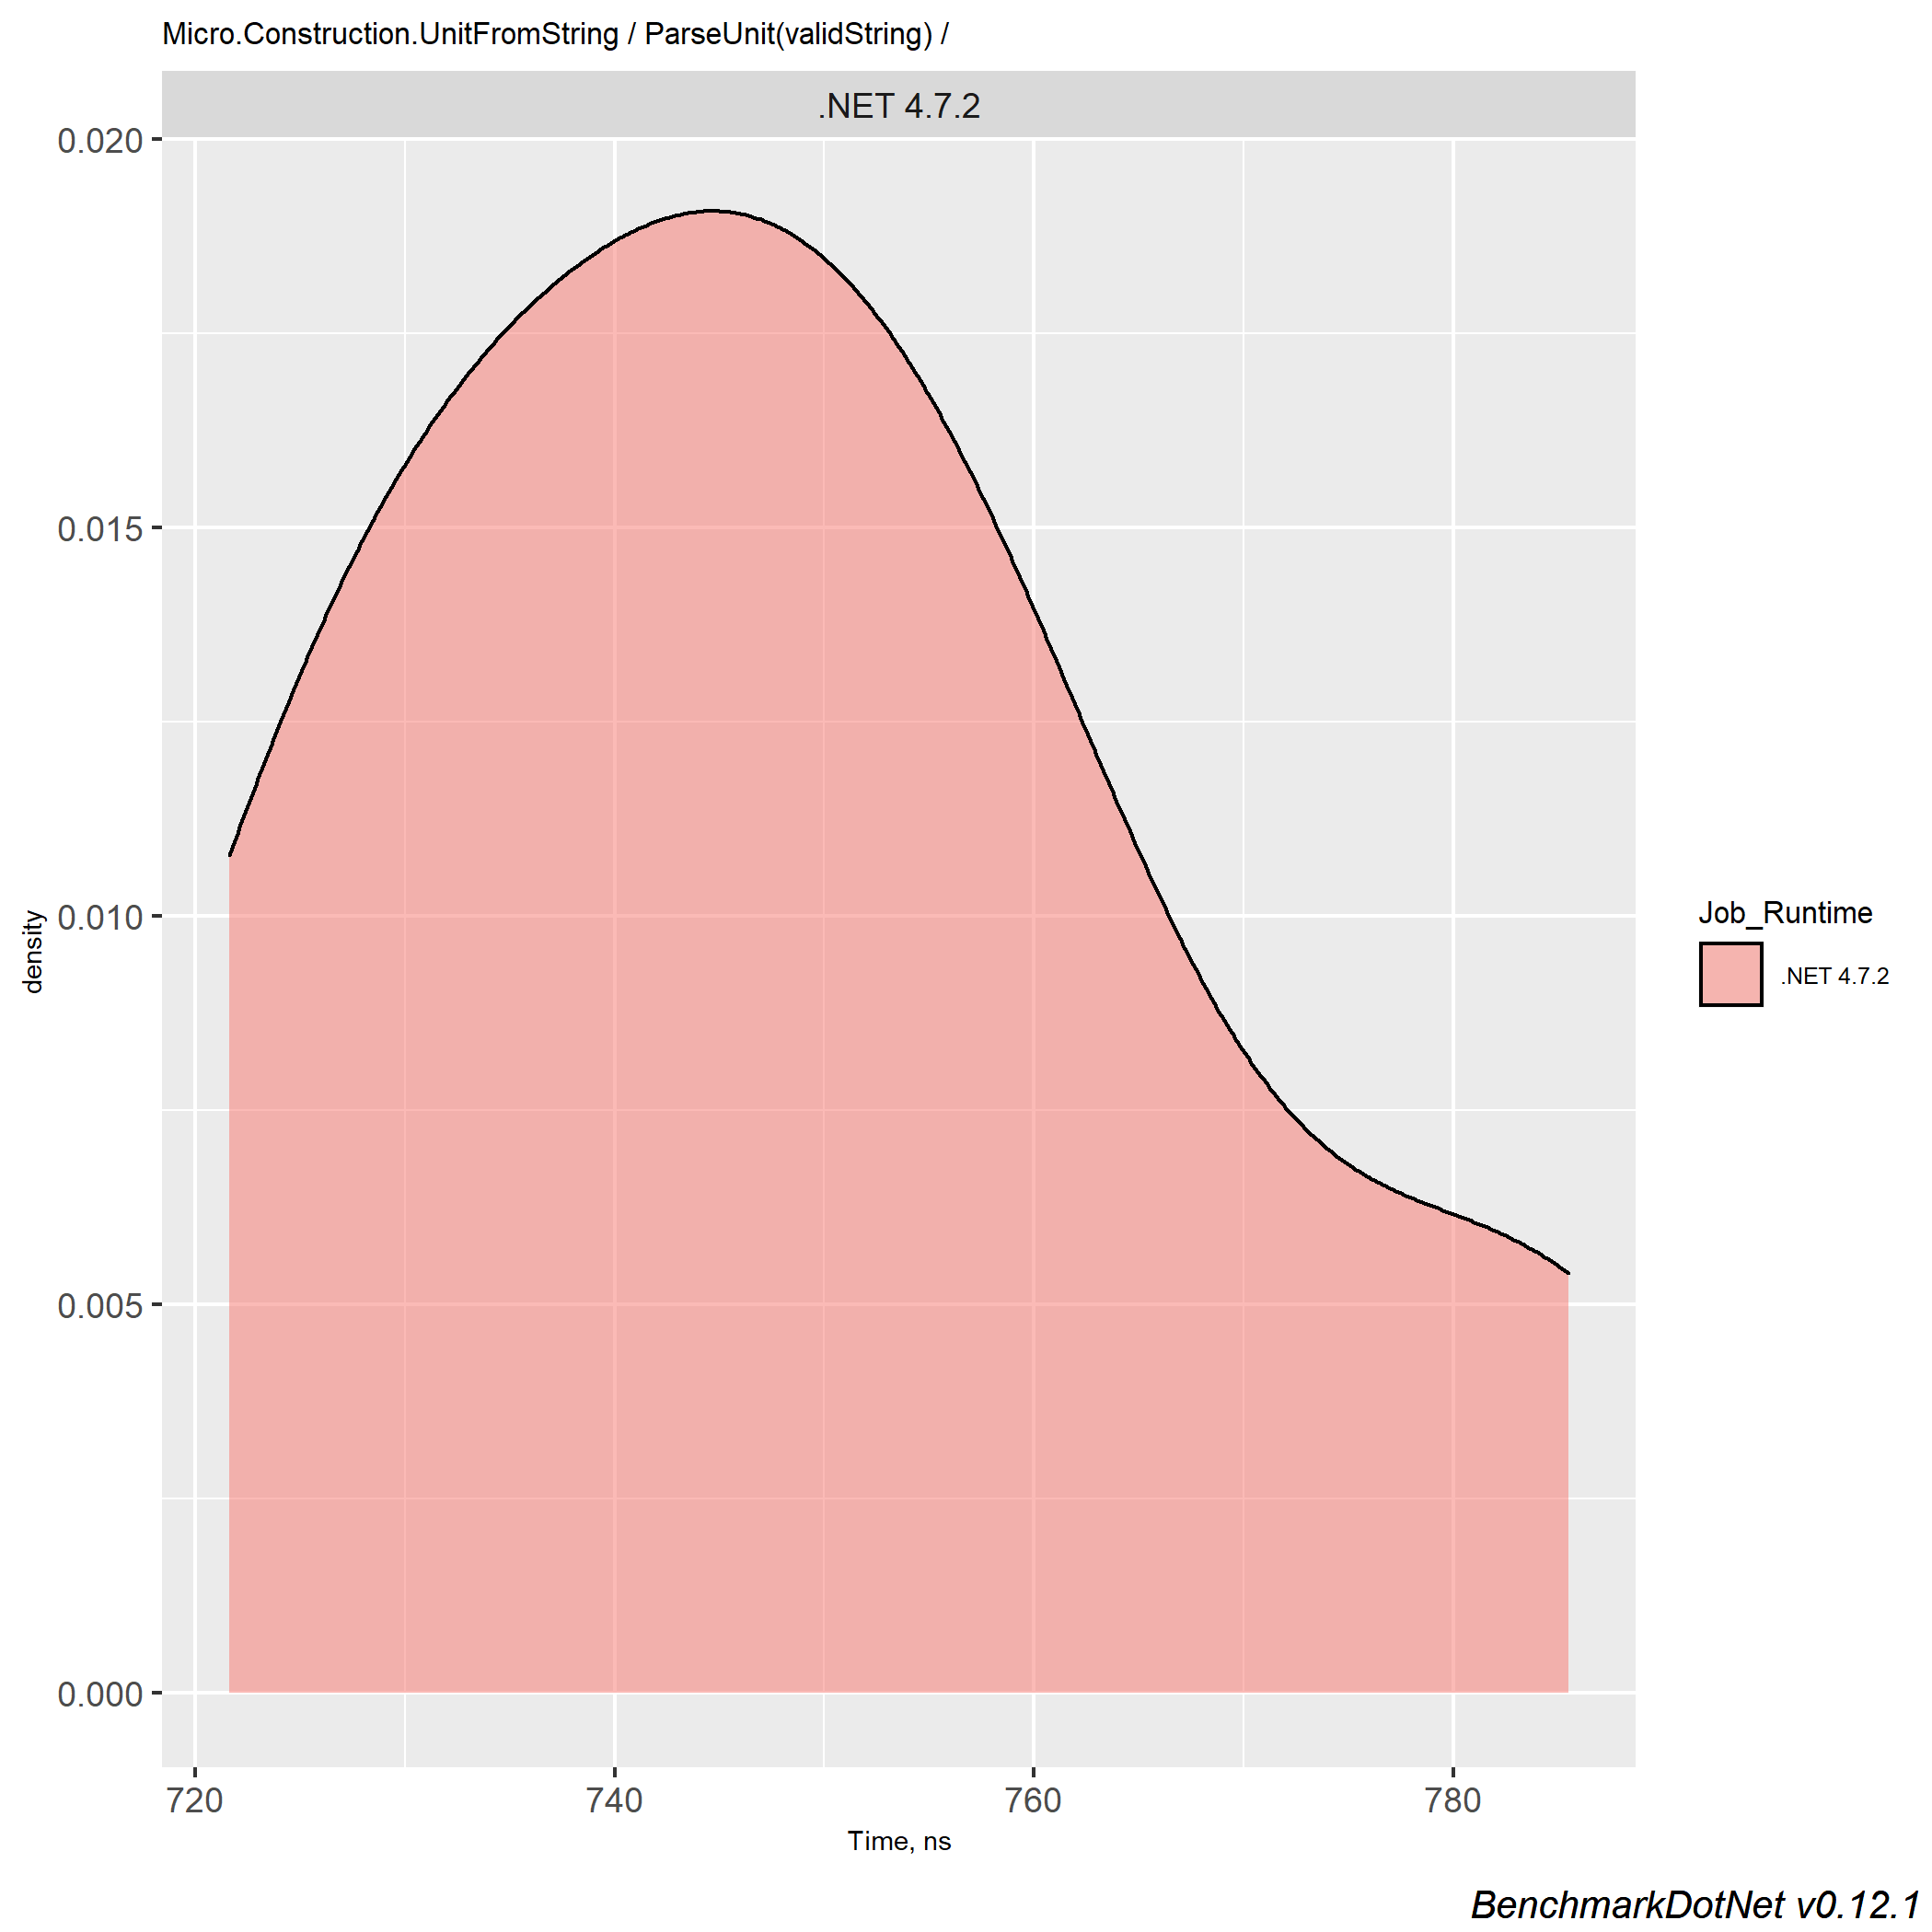 Micro.Construction.UnitFromString / ParseUnit(validString) /
.NET 4.7.2
0.020
0.015
0.010
0.005
0.000
density
720 740 760 780
Time, ns
Job_Runtime
.NET 4.7.2
BenchmarkDotNet v0.12.1